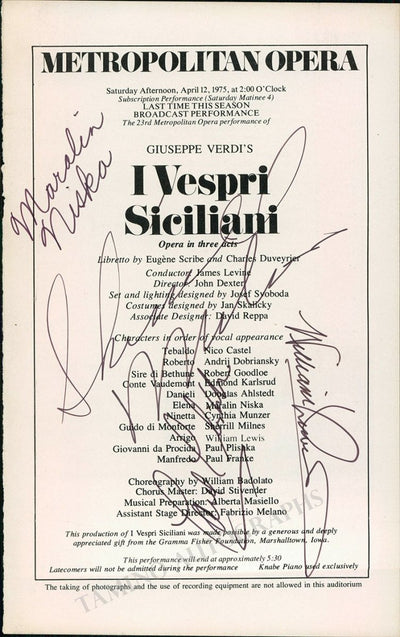 METROPOLITAN OPERA
Saturday Afternoon, April 12, 1975, at 2:00 O'Clock
Subscription Performance (Saturday Matinee 4)
LAST TIME THIS SEASON
BROADCAST PERFORMANCE
The 23rd Metropolitan Opera performance of
GIUSEPPE VERDI'S
Maralin
Niska
I Vespri
Siciliani
Opera in three acts
Libretto by Eugène Scribe and Charles Duveyrier
Conductor: James Levine
Director: John Dexter
Set and lighting designed by Josef Svoboda
Costumes designed by Jan Skalicky
Associate Designer: David Reppa
Characters in order of vocal appearance
Tebaldo Nico Castel
Roberto Andrij Dobriansky
Sire di Bethune Robert Goodloe
Conte Vaudemont Edmond Karlsrud
Danieli Douglas Ahlstedt
Elena Maralin Niska
Ninetta Cynthia Munzer
Guido di Monforte Sherrill Milnes
Arrigo William Lewis
Giovanni da Procida Paul Plishka
Manfredo Paul Franke
William Lewis
Choreography by William Badolato
Chorus Master: David Stivender
Musical Preparation: Alberta Masiello
Assistant Stage Director: Fabrizio Melano
This production of I Vespri Siciliani was made possible by a generous and deeply
appreciated gift from the Gramma Fisher Foundation, Marshalltown, Iowa.
This performance will end at approximately 5:30
Latecomers will not be admitted during the performance Knabe Piano used exclusively
TAMINO AUTOGRAPHS
The taking of photographs and the use of recording equipment are not allowed in this auditorium